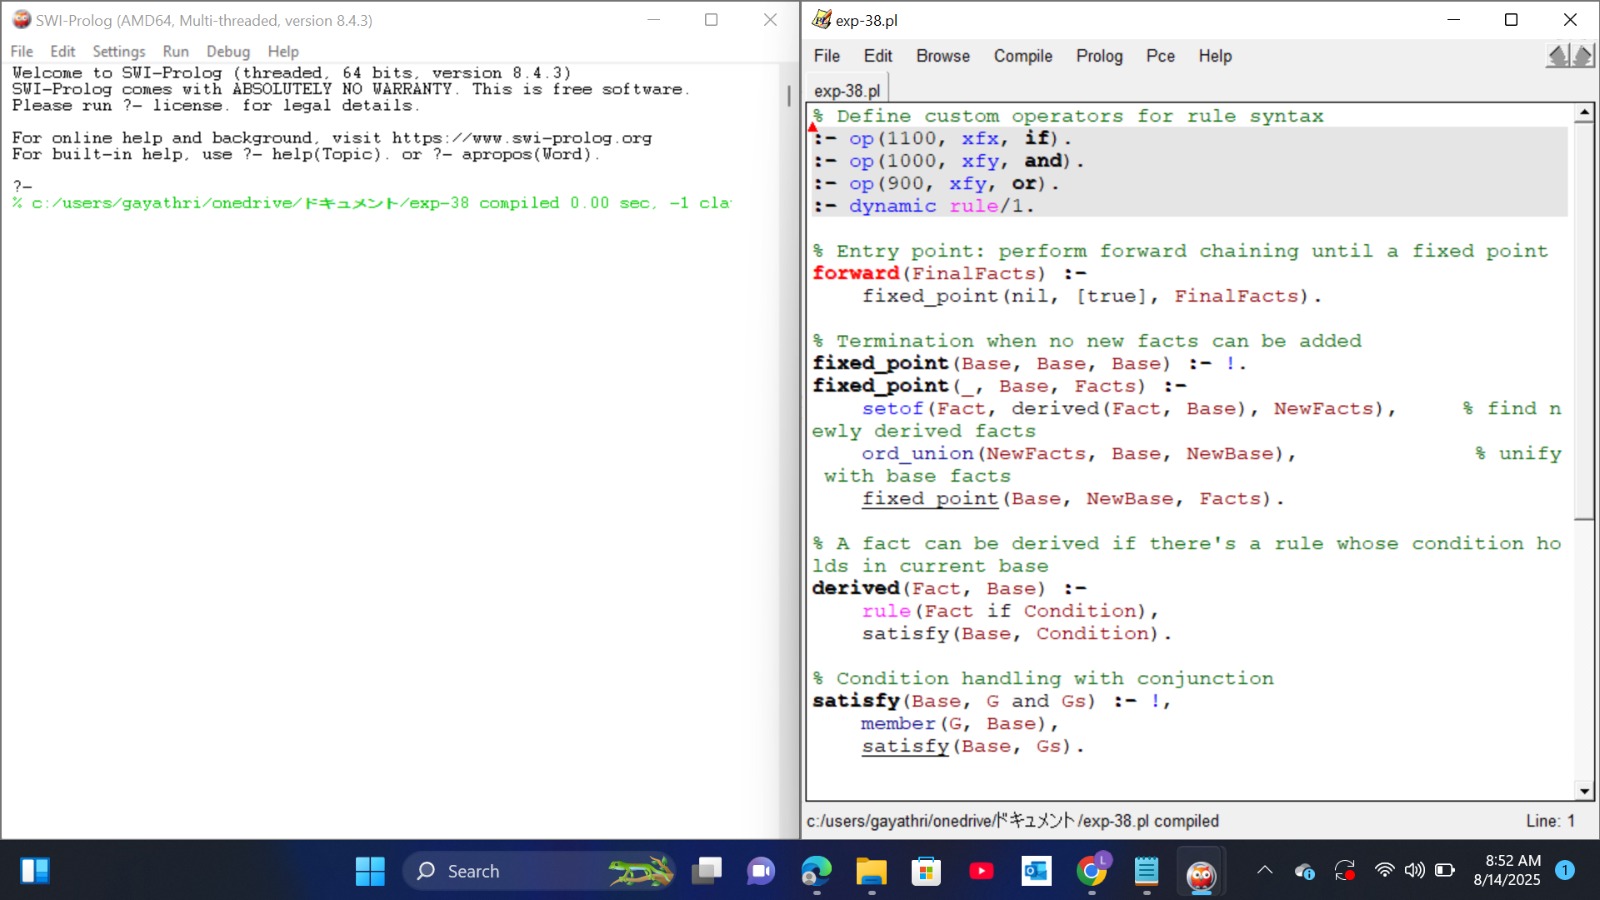 SWI-Prolog (AMD64, Multi-threaded, version 8.4.3)
File Edit Settings Run Debug Help
Welcome to SWI-Prolog (threaded, 64 bits, version 8.4.3)
SWI-Prolog comes with ABSOLUTELY NO WARRANTY. This is free software.
Please run ?- license. for legal details.
For online help and background, visit https://www.swi-prolog.org
For built-in help, use ?- help(Topic). or ?- apropos(Word).
?-
% c:/users/gayathri/onedrive/ドキュメント/exp-38 compiled 0.00 sec, -1 cla
exp-38.pl
File Edit Browse Compile Prolog Pce Help
exp-38.pl
% Define custom operators for rule syntax
:- op(1100, xfx, if).
:- op(1000, xfy, and).
:- op(900, xfy, or).
:- dynamic rule/1.
% Entry point: perform forward chaining until a fixed point
forward(FinalFacts) :-
fixed_point(nil, [true], FinalFacts).
% Termination when no new facts can be added
fixed_point(Base, Base, Base) :- !.
fixed_point(_, Base, Facts) :-
setof(Fact, derived(Fact, Base), NewFacts), % find n
ewly derived facts
ord_union(NewFacts, Base, NewBase), % unify
with base facts
fixed_point(Base, NewBase, Facts).
% A fact can be derived if there's a rule whose condition ho
lds in current base
derived(Fact, Base) :-
rule(Fact if Condition),
satisfy(Base, Condition).
% Condition handling with conjunction
satisfy(Base, G and Gs) :- !,
member(G, Base),
satisfy(Base, Gs).
c:/users/gayathri/onedrive/ドキュメント/exp-38.pl compiled
Line: 1
Search
L
8:52 AM
8/14/2025
1